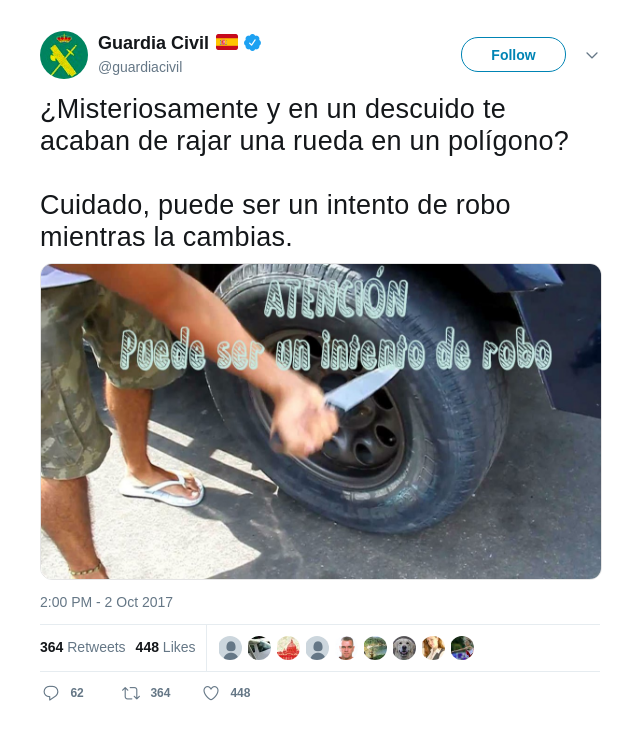 Guardia Civil
@guardiacivil
Follow
¿Misteriosamente y en un descuido te
acaban de rajar una rueda en un polígono?
Cuidado, puede ser un intento de robo
mientras la cambias.
ATENCIÓN
Puede ser un intento de robo
2:00 PM - 2 Oct 2017
364 Retweets 448 Likes
62 364 448